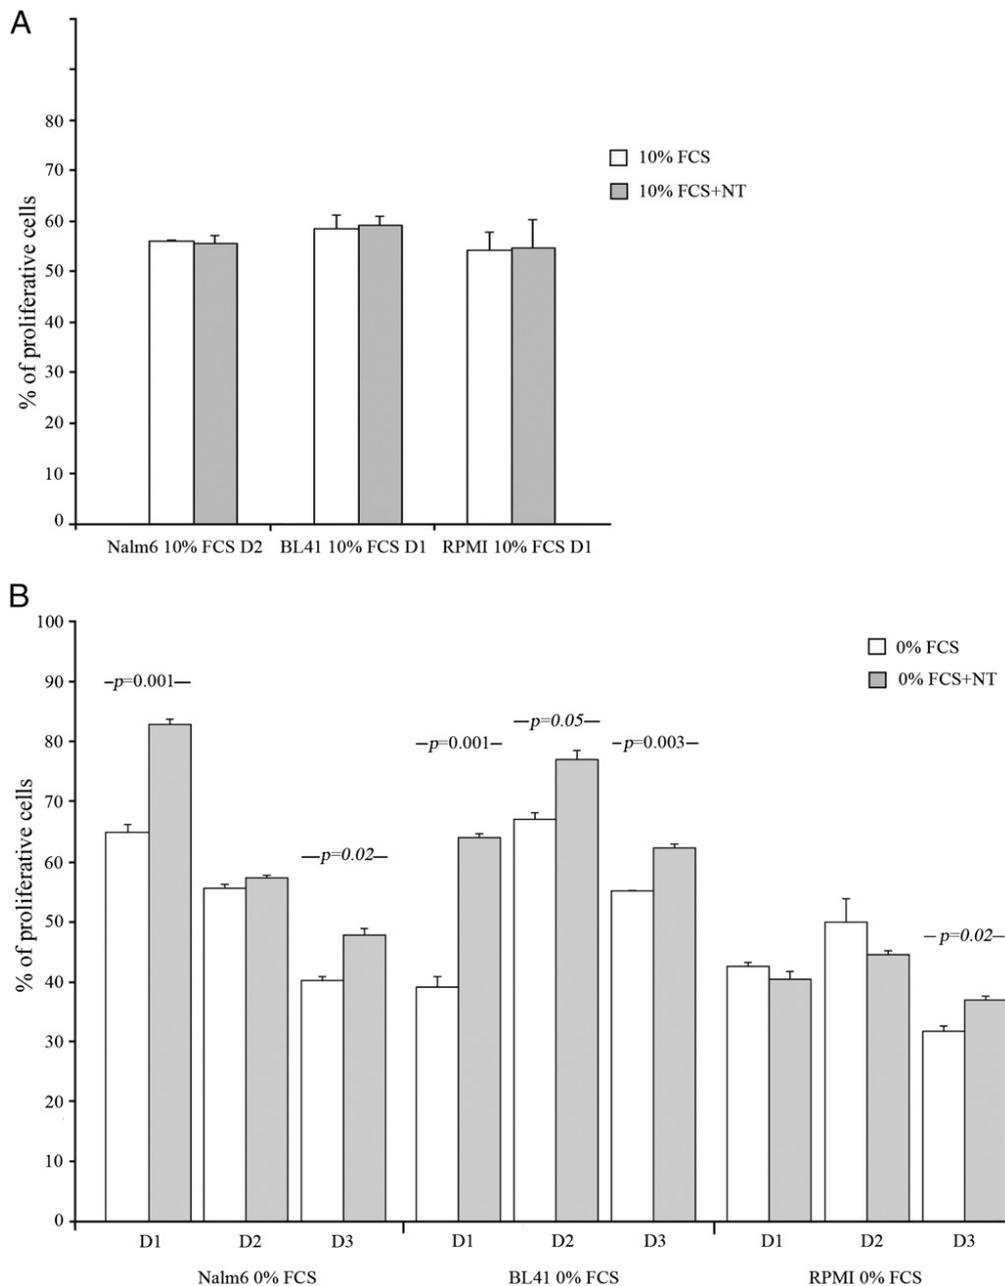 A
80
70
60
50
40
30
20
10
0
% of proliferative cells
10% FCS
10% FCS+NT
Nalm6 10% FCS D2 BL41 10% FCS D1 RPMI 10% FCS D1
B
100
90
80
70
60
50
40
30
20
10
0
% of proliferative cells
0% FCS
0% FCS+NT
p=0.001
p=0.02
p=0.001
p=0.05
p=0.003
p=0.02
D1 D2 D3 D1 D2 D3 D1 D2 D3
Nalm6 0% FCS BL41 0% FCS RPMI 0% FCS